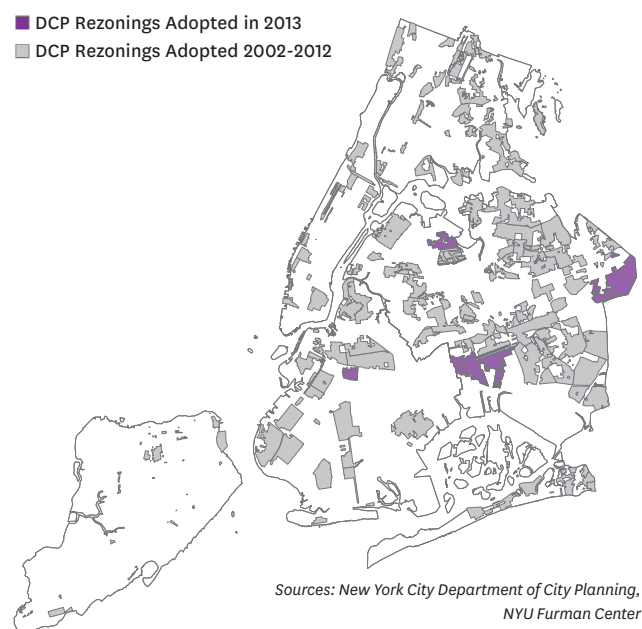 DCP Rezonings Adopted in 2013
DCP Rezonings Adopted 2002-2012
Sources: New York City Department of City Planning,
NYU Furman Center